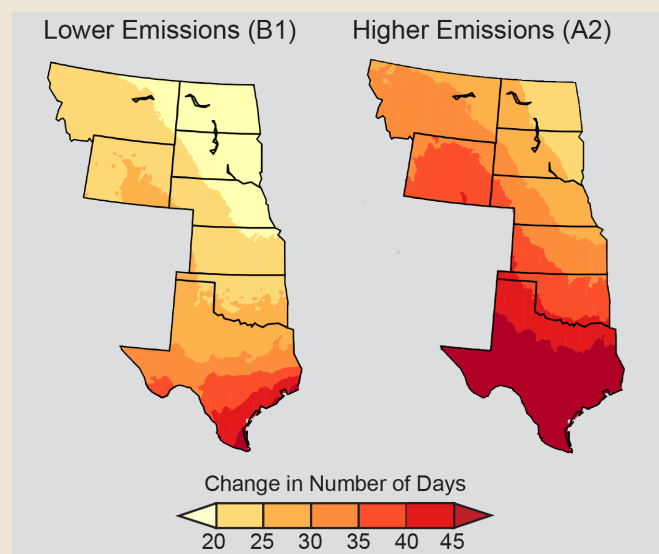 Lower Emissions (B1)
Higher Emissions (A2)
Change in Number of Days
20 25 30 35 40 45